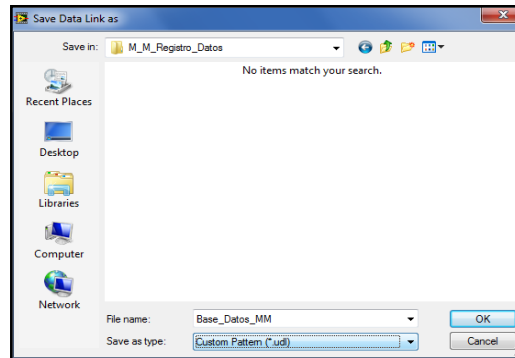 Save Data Link as
Save in: M_M_Registro_Datos
No items match your search.
Recent Places
Desktop
Libraries
Computer
Network
File name: Base_Datos_MM OK
Save as type: Custom Pattern (*.udl) Cancel